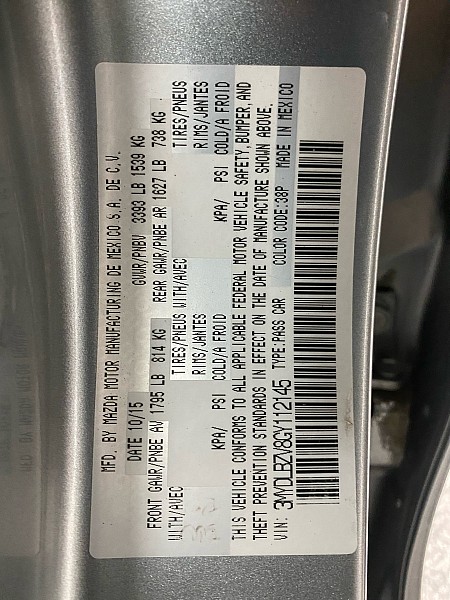 MFD. BY MAZDA MOTOR MANUFACTURING DE MEXICO S.A. DE C.V.
DATE 10/15 GVWR/PNBV 3393 LB 1539 KG
FRONT GAWR/PNBE AV 1795 LB 814 KG REAR GAWR/PNBE AR 1627 LB 738 KG
WITH/AVEC TIRES/PNEUS WITH/AVEC TIRES/PNEUS
RIMS/JANTES RIMS/JANTES
KPA/ PSI COLD/A FROID KPA/ PSI COLD/A FROID
THIS VEHICLE CONFORMS TO ALL APPLICABLE FEDERAL MOTOR VEHICLE SAFETY, BUMPER, AND
THEFT PREVENTION STANDARDS IN EFFECT ON THE DATE OF MANUFACTURE SHOWN ABOVE.
VIN: 3MYDLBZV8GY112145 TYPE:PASS CAR COLOR CODE:38P MADE IN MEXICO